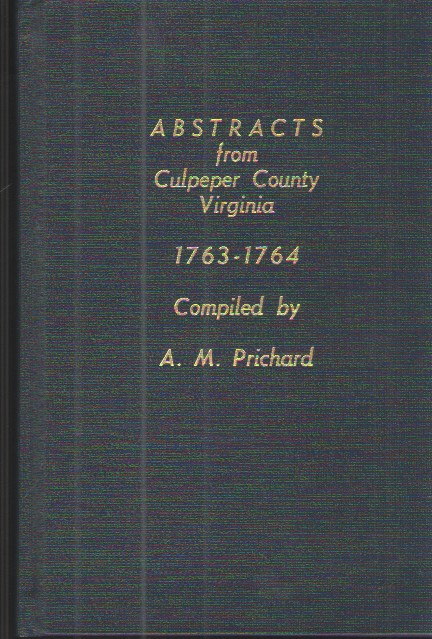 ABSTRACTS
from
Culpeper County
Virginia
1763-1764
Compiled by
A. M. Prichard